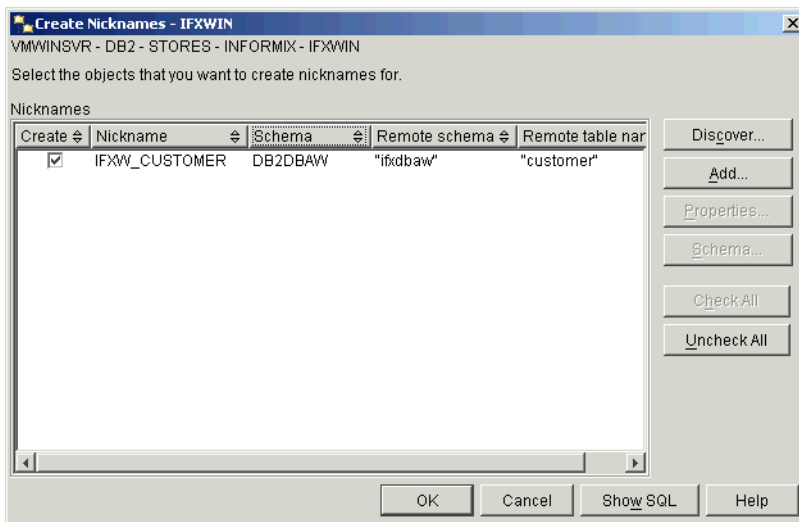 Create Nicknames - IFXWIN
VMWINSVR - DB2 - STORES - INFORMIX - IFXWIN
Select the objects that you want to create nicknames for.
Nicknames
Create Nickname Schema Remote schema Remote table nar
IFXW_CUSTOMER DB2DBAW "ifxdbaw" "customer"
Discover...
Add...
Properties...
Schema...
Check All
Uncheck All
OK Cancel Show SQL Help